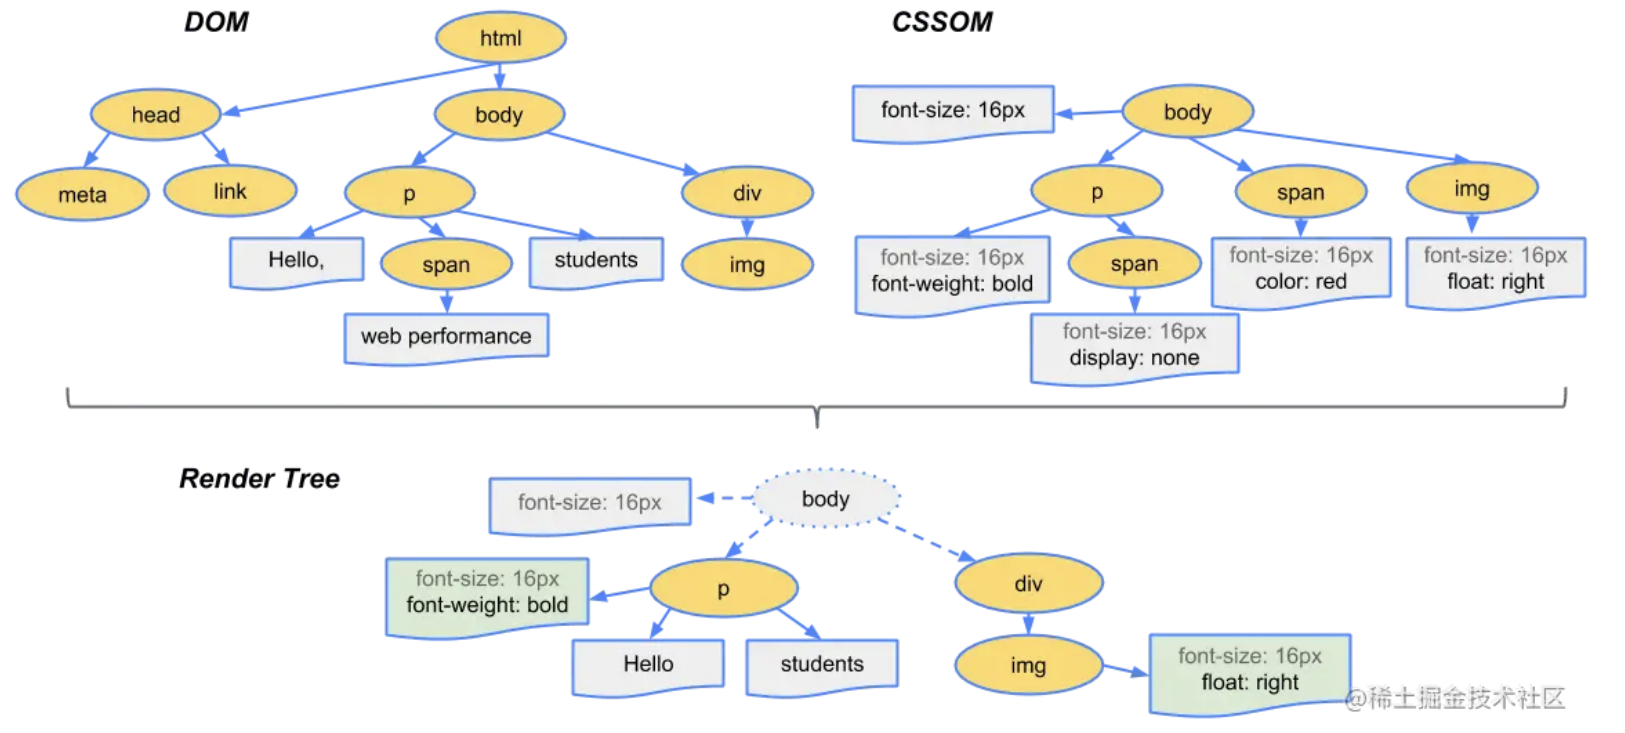 DOM
CSSOM
html
head
body
meta
link
p
div
Hello,
span
students
img
web performance
font-size: 16px
body
p
span
img
font-size: 16px
font-weight: bold
span
font-size: 16px
color: red
font-size: 16px
float: right
font-size: 16px
display: none
Render Tree
font-size: 16px
body
font-size: 16px
font-weight: bold
p
div
Hello
students
img
font-size: 16px
float: right
@稀土掘金技术社区